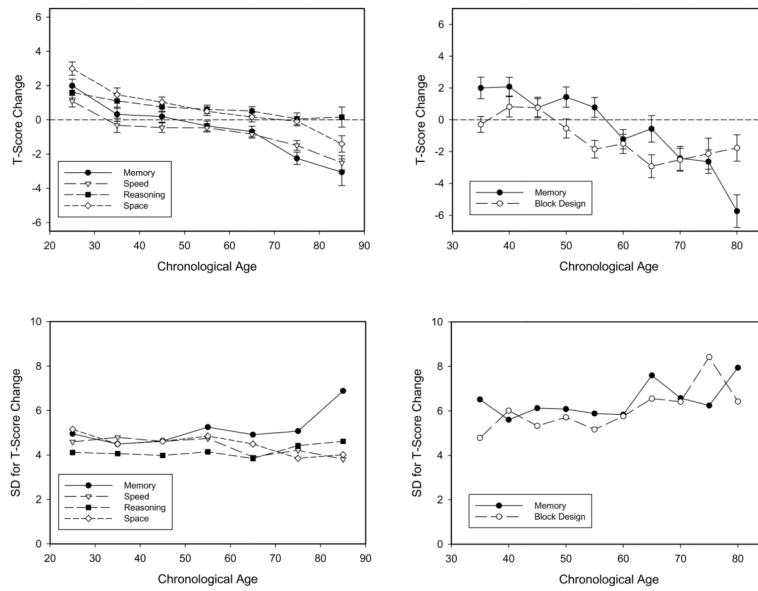 6
4
2
0
-2
-4
-6
T-Score Change
Memory
Speed
Reasoning
Space
20 30 40 50 60 70 80 90
Chronological Age
6
4
2
0
-2
-4
-6
T-Score Change
Memory
Block Design
30 40 50 60 70 80
Chronological Age
10
8
6
4
2
0
SD for T-Score Change
Memory
Speed
Reasoning
Space
20 30 40 50 60 70 80 90
Chronological Age
10
8
6
4
2
0
SD for T-Score Change
Memory
Block Design
30 40 50 60 70 80
Chronological Age